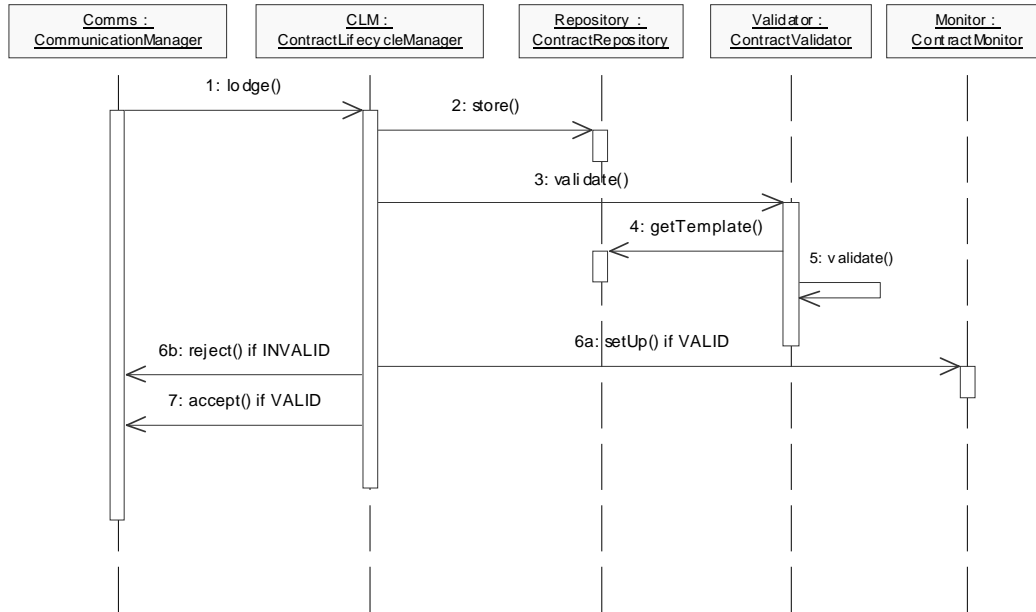 Comms :
CommunicationManager
CLM :
ContractLifecycleManager
Repository :
ContractRepository
Validator :
ContractValidator
Monitor :
ContractMonitor
1: lodge()
2: store()
3: validate()
4: getTemplate()
5: validate()
6b: reject() if INVALID
6a: setUp() if VALID
7: accept() if VALID